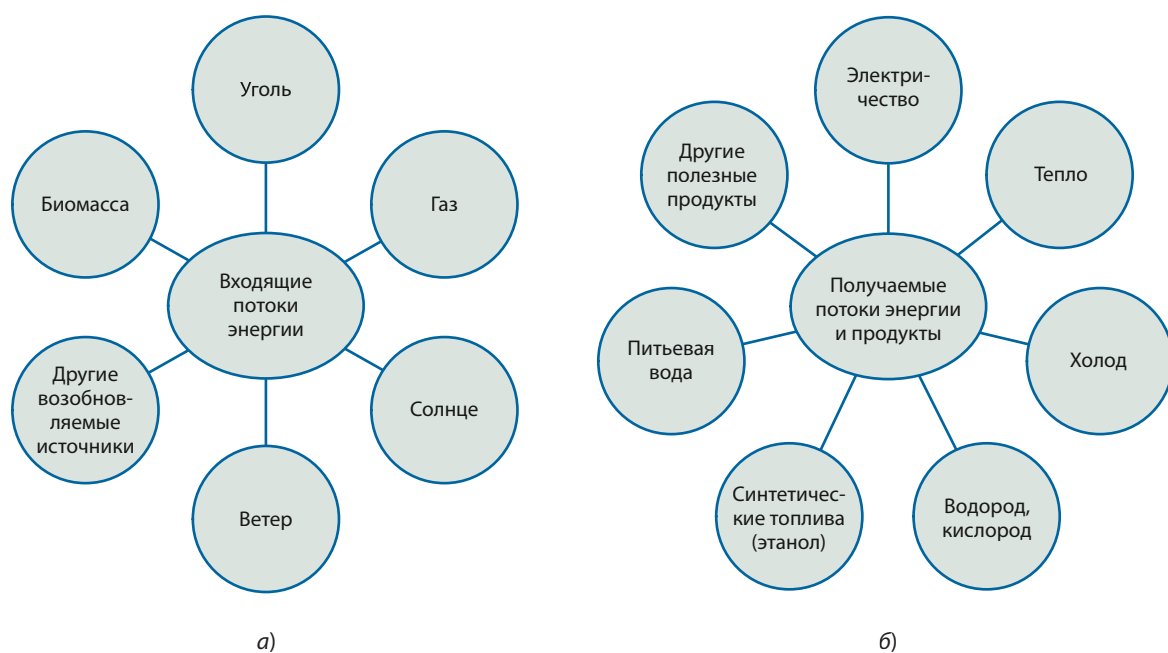 Уголь
Газ
Солнце
Ветер
Другие
возобнов-
ляемые
источники
Биомасса
Входящие
потоки
энергии
а)
Электри-
чество
Тепло
Холод
Водород,
кислород
Синтетичес-
кие топлива
(этанол)
Питьевая
вода
Другие
полезные
продукты
Получаемые
потоки энергии
и продукты
б)